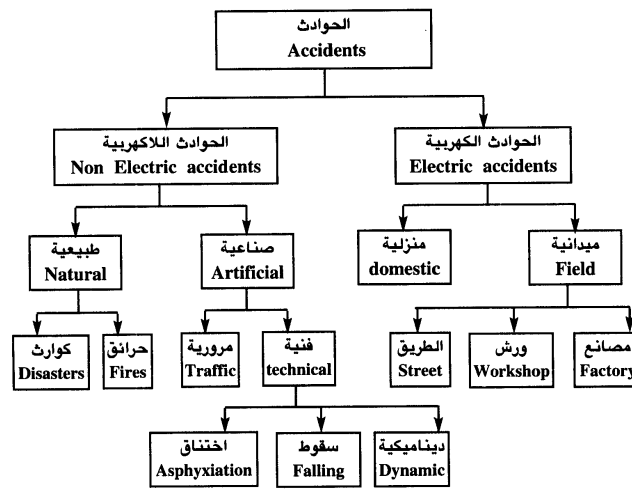 الحوادث
Accidents
الحوادث اللاكهربية
Non Electric accidents
الحوادث الكهربية
Electric accidents
طبيعية
Natural
صناعية
Artificial
منزلية
domestic
ميدانية
Field
كوارث
Disasters
حرائق
Fires
مرورية
Traffic
فنية
technical
الطريق
Street
ورش
Workshop
مصانع
Factory
اختناق
Asphyxiation
سقوط
Falling
ديناميكية
Dynamic